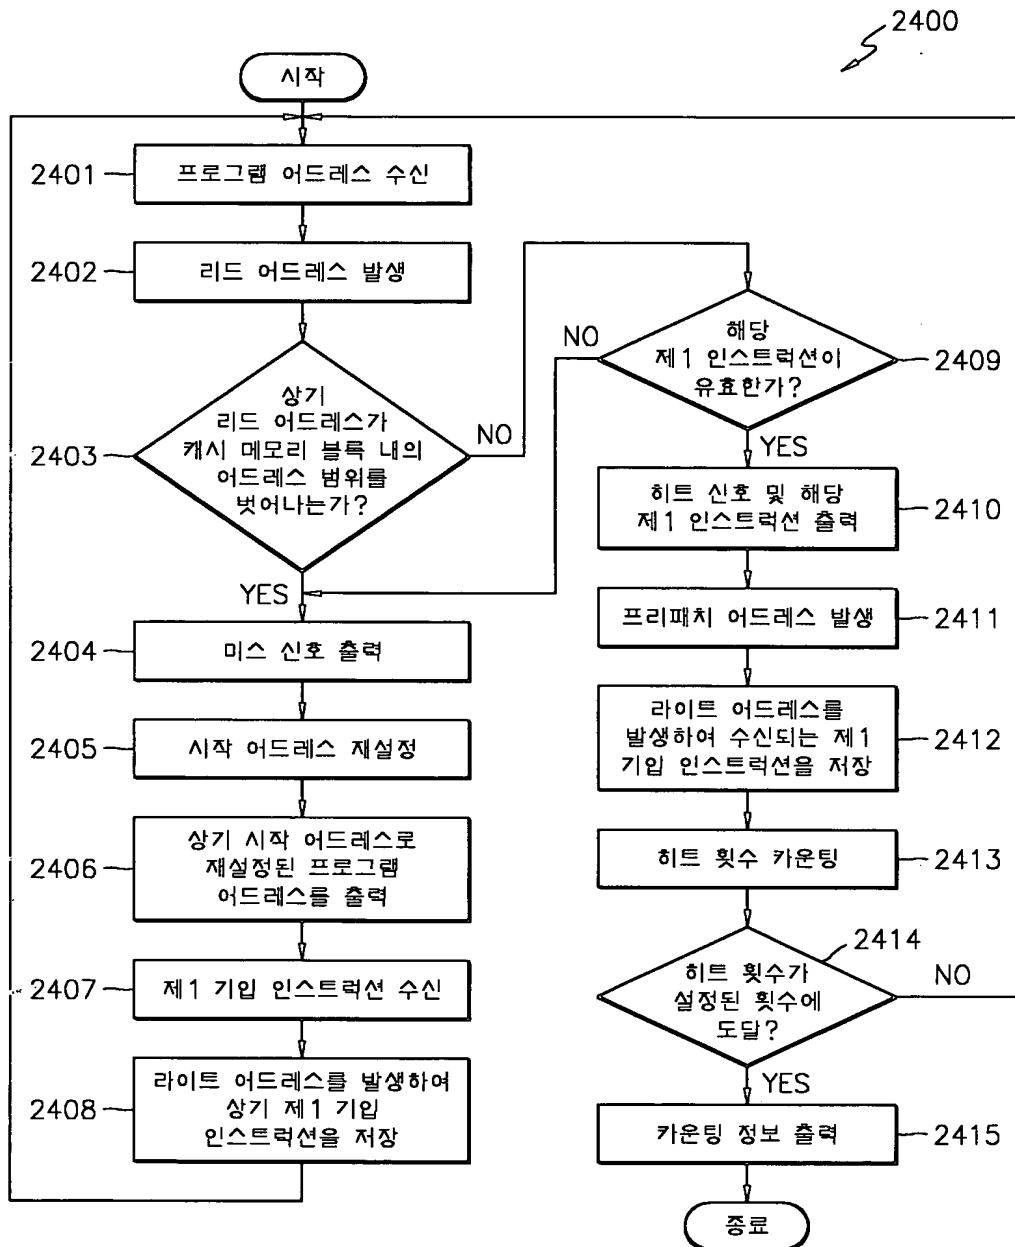 2400
시작
2401
프로그램 어드레스 수신
2402
리드 어드레스 발생
2403
상기
리드 어드레스가
캐시 메모리 블록 내의
어드레스 범위를
벗어나는가?
NO
YES
2404
미스 신호 출력
2405
시작 어드레스 재설정
2406
상기 시작 어드레스로
재설정된 프로그램
어드레스를 출력
2407
제1 기입 인스트럭션 수신
2408
라이트 어드레스를 발생하여
상기 제1 기입
인스트럭션을 저장
해당
제1 인스트럭션이
유효한가?
2409
NO
YES
히트 신호 및 해당
제1 인스트럭션 출력
2410
프리패치 어드레스 발생
2411
라이트 어드레스를
발생하여 수신되는 제1
기입 인스트럭션을 저장
2412
히트 횟수 카운팅
2413
2414
히트 횟수가
설정된 횟수에
도달?
NO
YES
카운팅 정보 출력
2415
종료